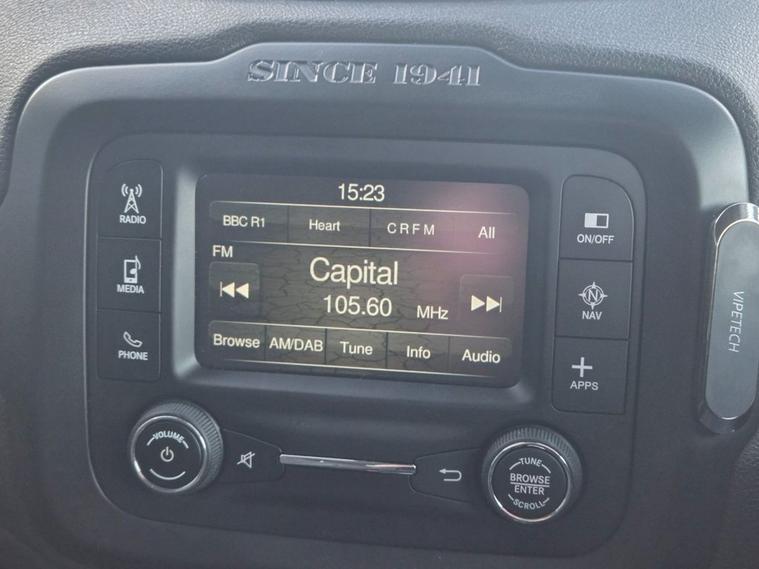 SINCE 1941
15:23
BBC R1 Heart C R F M All
FM
Capital
105.60 MHz
Browse AM/DAB Tune Info Audio
RADIO
MEDIA
PHONE
ON/OFF
NAV
APPS
VOLUME
TUNE
BROWSE
ENTER
SCROLL
VIPETECH